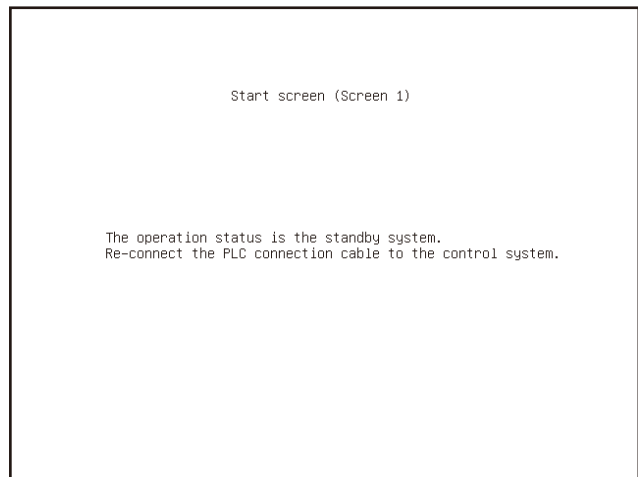 Start screen (Screen 1)
The operation status is the standby system.
Re-connect the PLC connection cable to the control system.